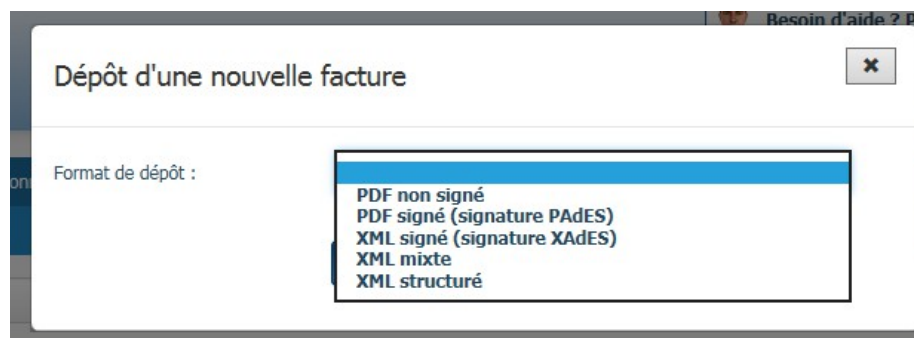 Besoin d'aide ? P
Dépôt d'une nouvelle facture
Format de dépôt :
PDF non signé
PDF signé (signature PAdES)
XML signé (signature XAdES)
XML mixte
XML structuré